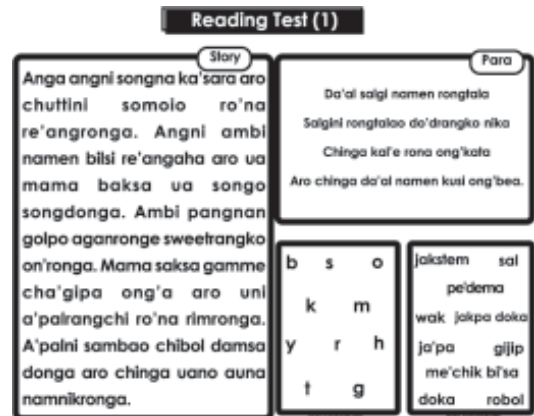 Reading Test (1)
Story
Anga angni songna ka'sara aro
chuttini somoio ro'na
re'angronga. Angni ambi
namen bilsi re'angaha aro ua
mama baksa ua songo
songdonga. Ambi pangnan
golpo aganronge sweetrangko
on'ronga. Mama saksa gamme
cha'gipa ong'a aro uni
a'palrangchi ro'na rimronga.
A'palni sambao chibol damsa
donga aro chinga uano auna
namnikronga.
Para
Da'al salgi namen rongtala
Salgini rongtalao do'drangko nika
Chinga kal'e rona ong'kata
Aro chinga da'al namen kusi ong'bea.
b s o
k m
y r h
t g
jakstem sal
pe'dema
wak jakpa doka
ja'pa gijip
me'chik bi'sa
doka robol